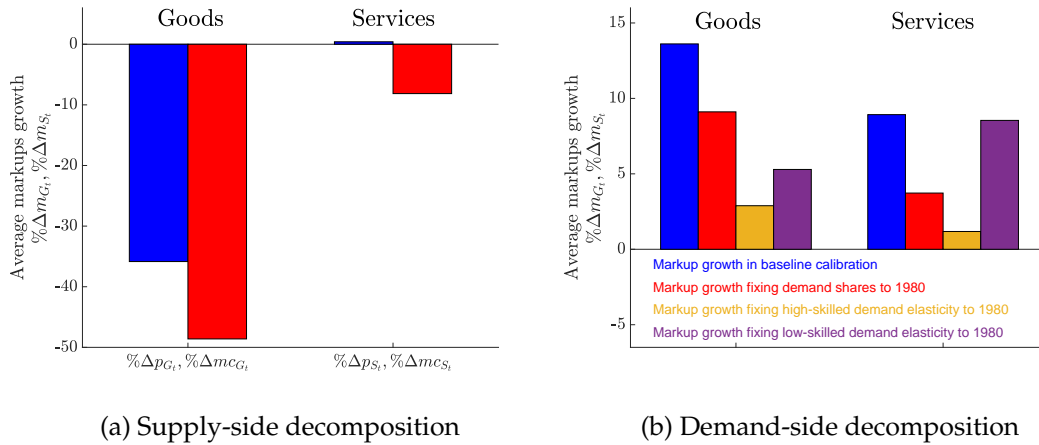 Goods
Services
0
-10
-20
-30
-40
-50
Average markups growth
%Δm_{G_t}, %Δm_{S_t}
%Δp_{G_t}, %Δmc_{G_t}
%Δp_{S_t}, %Δmc_{S_t}
(a) Supply-side decomposition
Goods
Services
15
10
5
0
-5
Average markups growth
%Δm_{G_t}, %Δm_{S_t}
Markup growth in baseline calibration
Markup growth fixing demand shares to 1980
Markup growth fixing high-skilled demand elasticity to 1980
Markup growth fixing low-skilled demand elasticity to 1980
(b) Demand-side decomposition